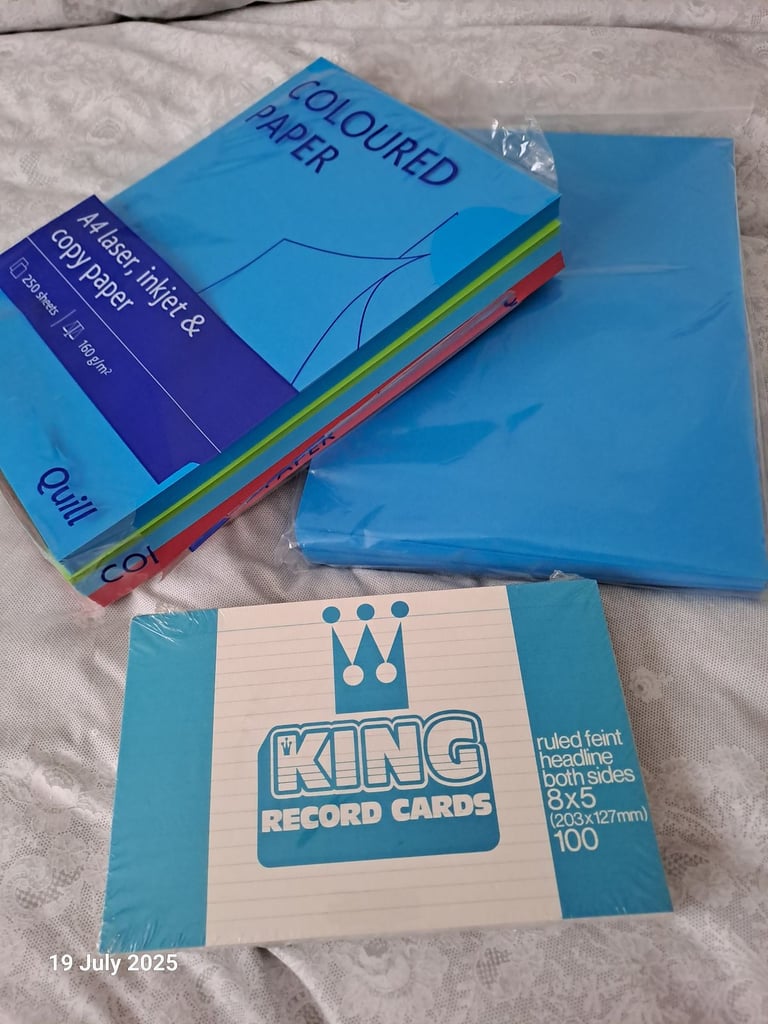 COLOURED
PAPER
A4 laser, inkjet &
copy paper
250 sheets
160 g/m²
Quill
KING
RECORD CARDS
ruled feint
headline
both sides
8x5
(203x127mm)
100
19 July 2025